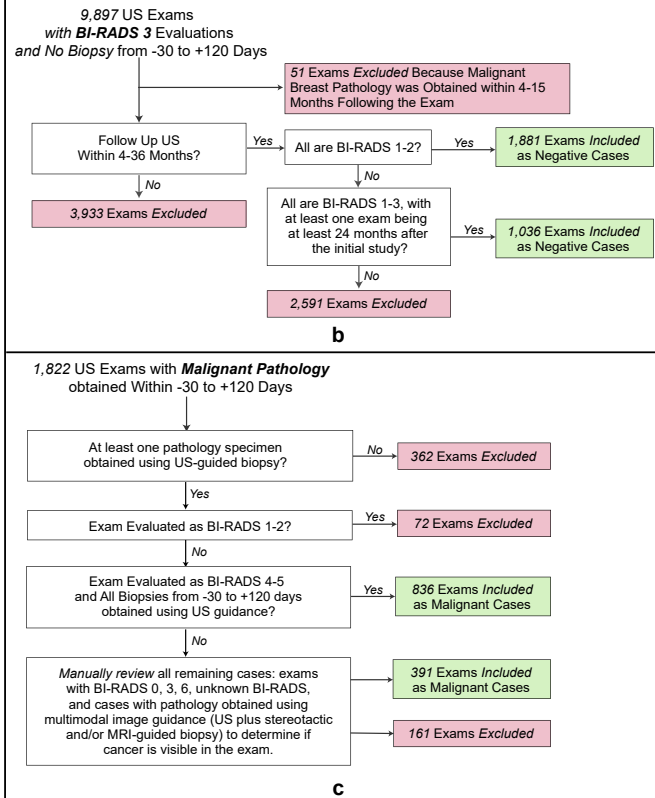 9,897 US Exams
with BI-RADS 3 Evaluations
and No Biopsy from -30 to +120 Days
51 Exams Excluded Because Malignant
Breast Pathology was Obtained within 4-15
Months Following the Exam
Follow Up US
Within 4-36 Months?
Yes
All are BI-RADS 1-2?
Yes
1,881 Exams Included
as Negative Cases
No
3,933 Exams Excluded
No
All are BI-RADS 1-3, with
at least one exam being
at least 24 months after
the initial study?
Yes
1,036 Exams Included
as Negative Cases
No
2,591 Exams Excluded
b
1,822 US Exams with Malignant Pathology
obtained Within -30 to +120 Days
At least one pathology specimen
obtained using US-guided biopsy?
No
362 Exams Excluded
Yes
Exam Evaluated as BI-RADS 1-2?
Yes
72 Exams Excluded
No
Exam Evaluated as BI-RADS 4-5
and All Biopsies from -30 to +120 days
obtained using US guidance?
Yes
836 Exams Included
as Malignant Cases
No
Manually review all remaining cases: exams
with BI-RADS 0, 3, 6, unknown BI-RADS,
and cases with pathology obtained using
multimodal image guidance (US plus stereotactic
and/or MRI-guided biopsy) to determine if
cancer is visible in the exam.
391 Exams Included
as Malignant Cases
161 Exams Excluded
c